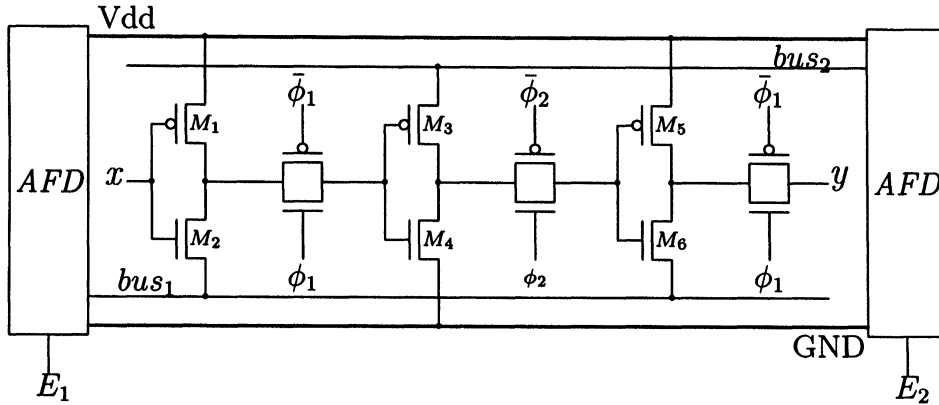 Vdd
bus₂
ϕ̄₁ ϕ̄₂ ϕ̄₁
M₁ M₃ M₅
AFD x y AFD
M₂ M₄ M₆
bus₁ ϕ₁ ϕ₂ ϕ₁
GND
E₁ E₂